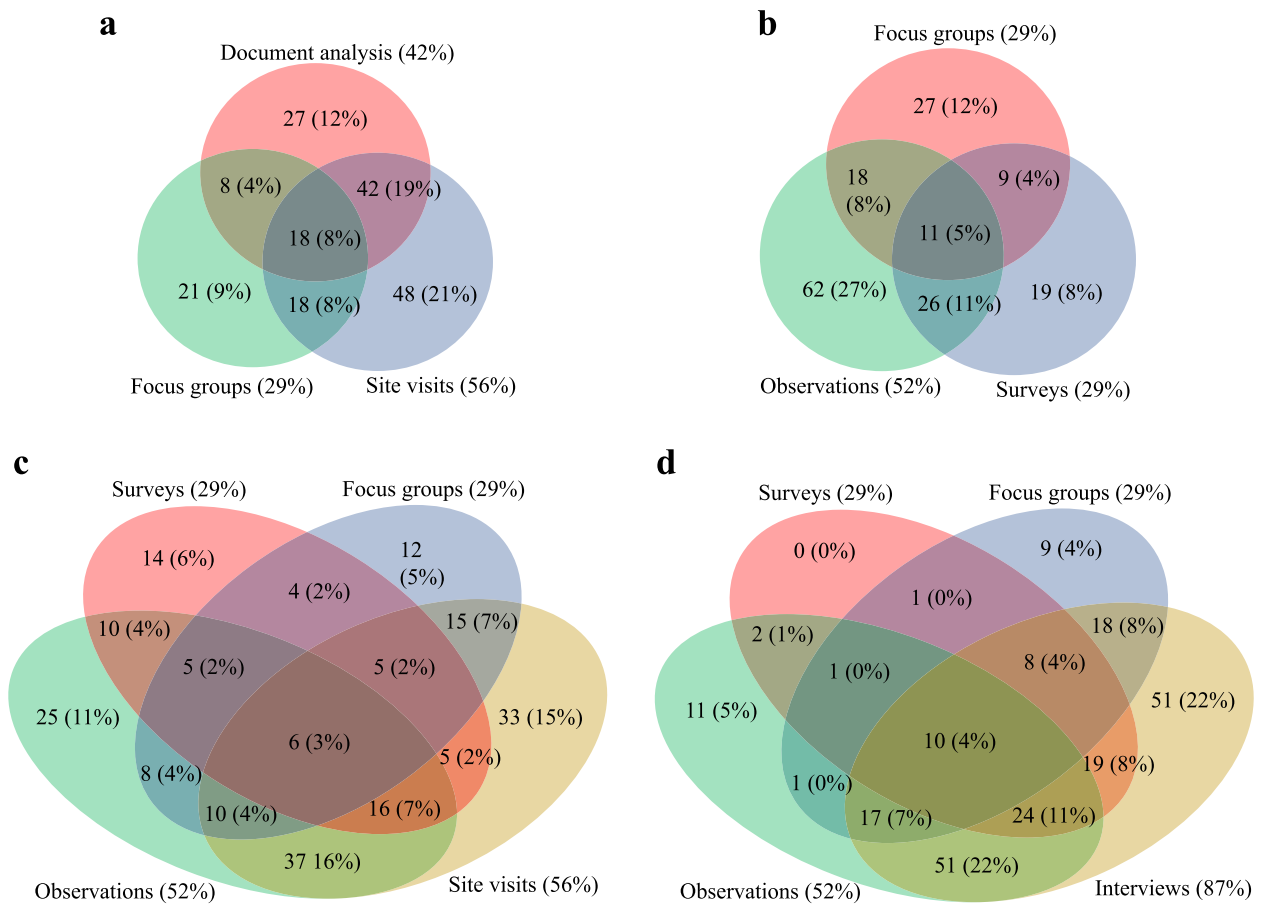 a
Document analysis (42%)
27 (12%)
8 (4%)
42 (19%)
18 (8%)
21 (9%)
18 (8%)
48 (21%)
Focus groups (29%)
Site visits (56%)
b
Focus groups (29%)
27 (12%)
18
(8%)
9 (4%)
11 (5%)
62 (27%)
26 (11%)
19 (8%)
Observations (52%)
Surveys (29%)
c
Surveys (29%)
Focus groups (29%)
14 (6%)
12
(5%)
4 (2%)
10 (4%)
15 (7%)
5 (2%)
5 (2%)
25 (11%)
33 (15%)
6 (3%)
5 (2%)
8 (4%)
10 (4%)
16 (7%)
37 16%)
Observations (52%)
Site visits (56%)
d
Surveys (29%)
Focus groups (29%)
0 (0%)
9 (4%)
1 (0%)
2 (1%)
18 (8%)
1 (0%)
8 (4%)
11 (5%)
51 (22%)
10 (4%)
19 (8%)
1 (0%)
17 (7%)
24 (11%)
51 (22%)
Observations (52%)
Interviews (87%)